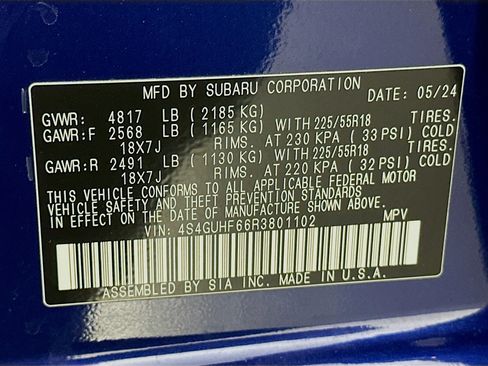 MFD BY SUBARU CORPORATION DATE: 05/24
GVWR: 4817 LB ( 2185 KG)
GAWR:F 2568 LB ( 1165 KG) WITH 225/55R18 TIRES.
18X7J RIMS. AT 230 KPA ( 33 PSI) COLD
GAWR:R 2491 LB ( 1130 KG) WITH 225/55R18 TIRES.
18X7J RIMS. AT 220 KPA ( 32 PSI) COLD
THIS VEHICLE CONFORMS TO ALL APPLICABLE FEDERAL MOTOR
VEHICLE SAFETY AND THEFT PREVENTION STANDARDS
IN EFFECT ON THE DATE OF MANUFACTURE SHOWN ABOVE.
VIN: 4S4GUHF66R3801102 MPV
ASSEMBLED BY SIA INC. MADE IN U.S.A.